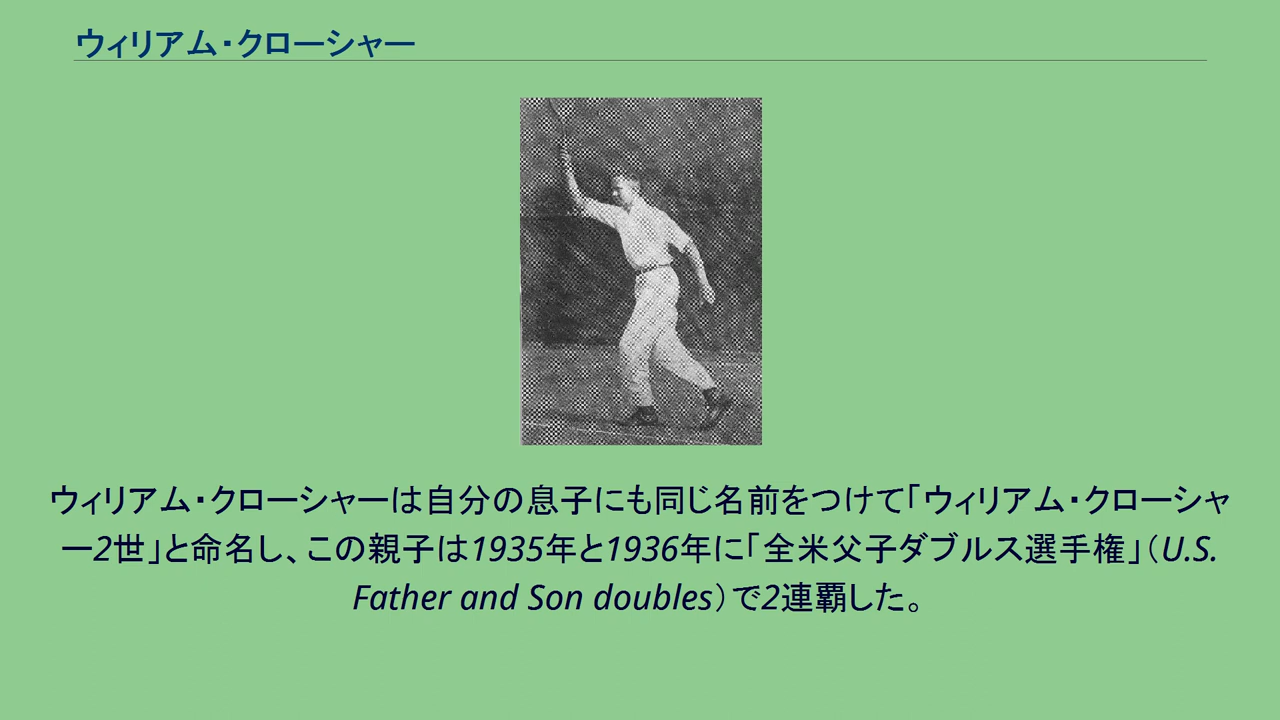 ウィリアム・クローシャー
ウィリアム・クローシャーは自分の息子にも同じ名前をつけて「ウィリアム・クローシャ
ー2世」と命名し、この親子は1935年と1936年に「全米父子ダブルス選手権」（U.S.
Father and Son doubles）で2連覇した。